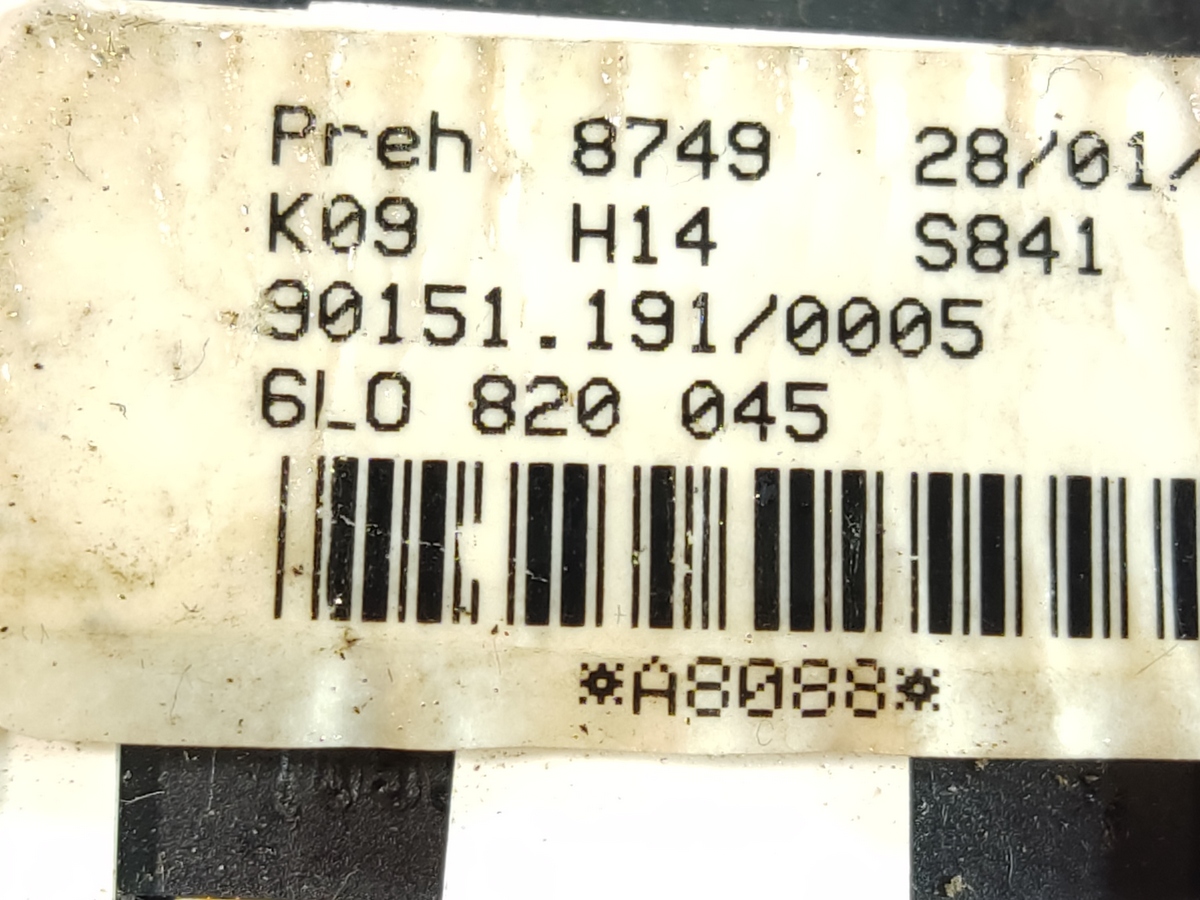 Preh 8749 28/01/
K09 H14 S841
90151.191/0005
6L0 820 045
*A8088*